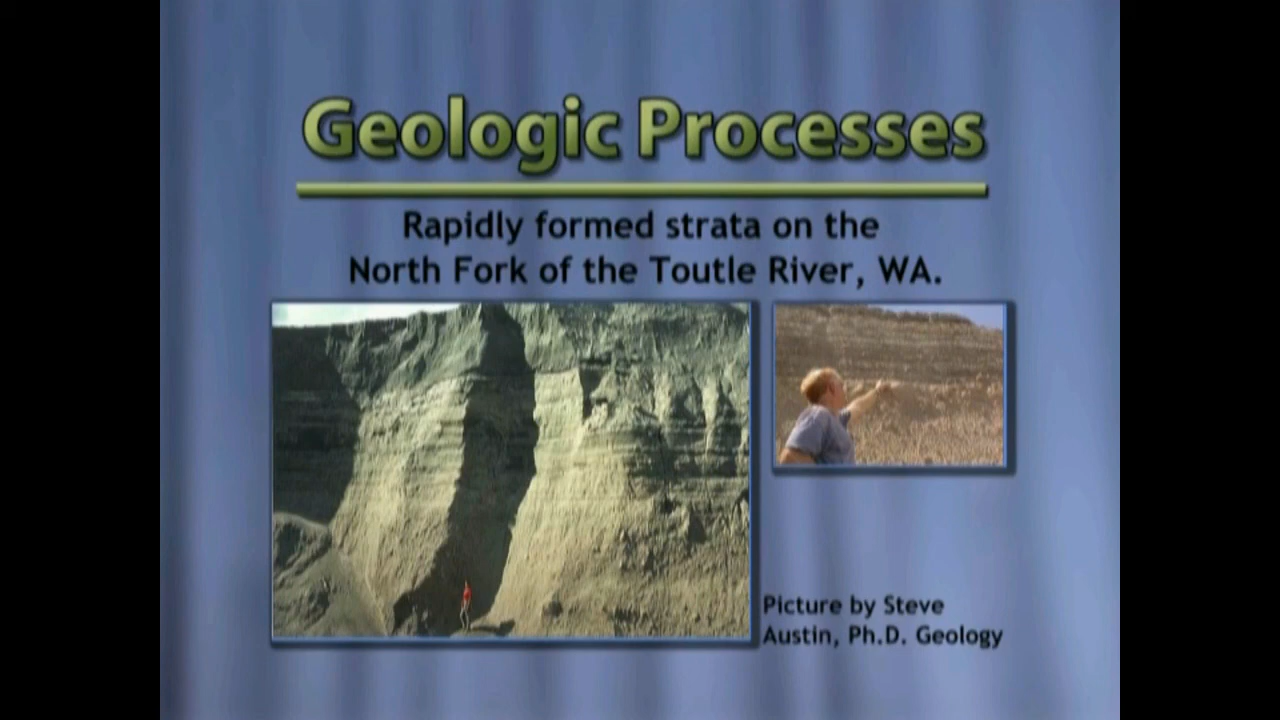 Geologic Processes
Rapidly formed strata on the
North Fork of the Toutle River, WA.
Picture by Steve
Austin, Ph.D. Geology